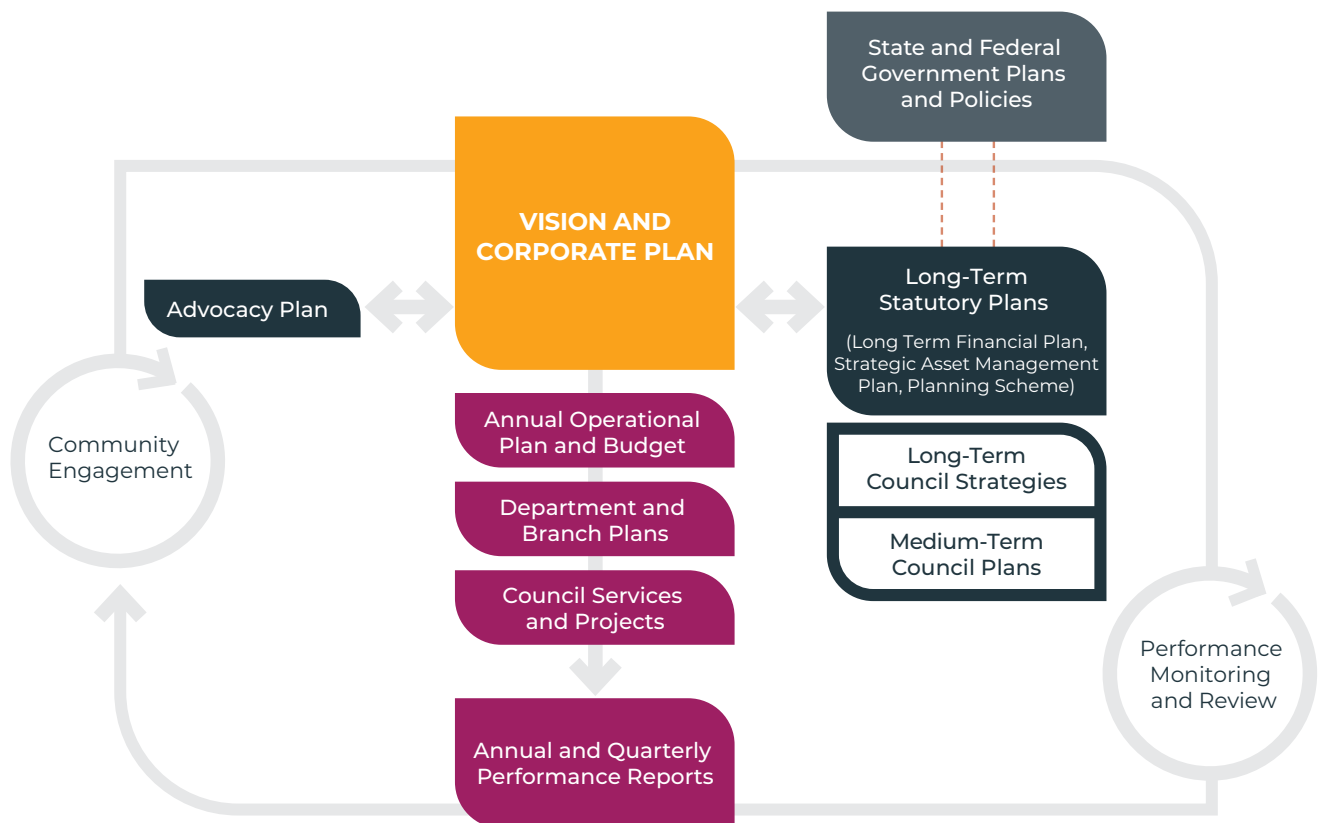 State and Federal
Government Plans
and Policies
VISION AND
CORPORATE PLAN
Advocacy Plan
Long-Term
Statutory Plans
(Long Term Financial Plan,
Strategic Asset Management
Plan, Planning Scheme)
Annual Operational
Plan and Budget
Community
Engagement
Long-Term
Council Strategies
Department and
Branch Plans
Medium-Term
Council Plans
Council Services
and Projects
Performance
Monitoring
and Review
Annual and Quarterly
Performance Reports